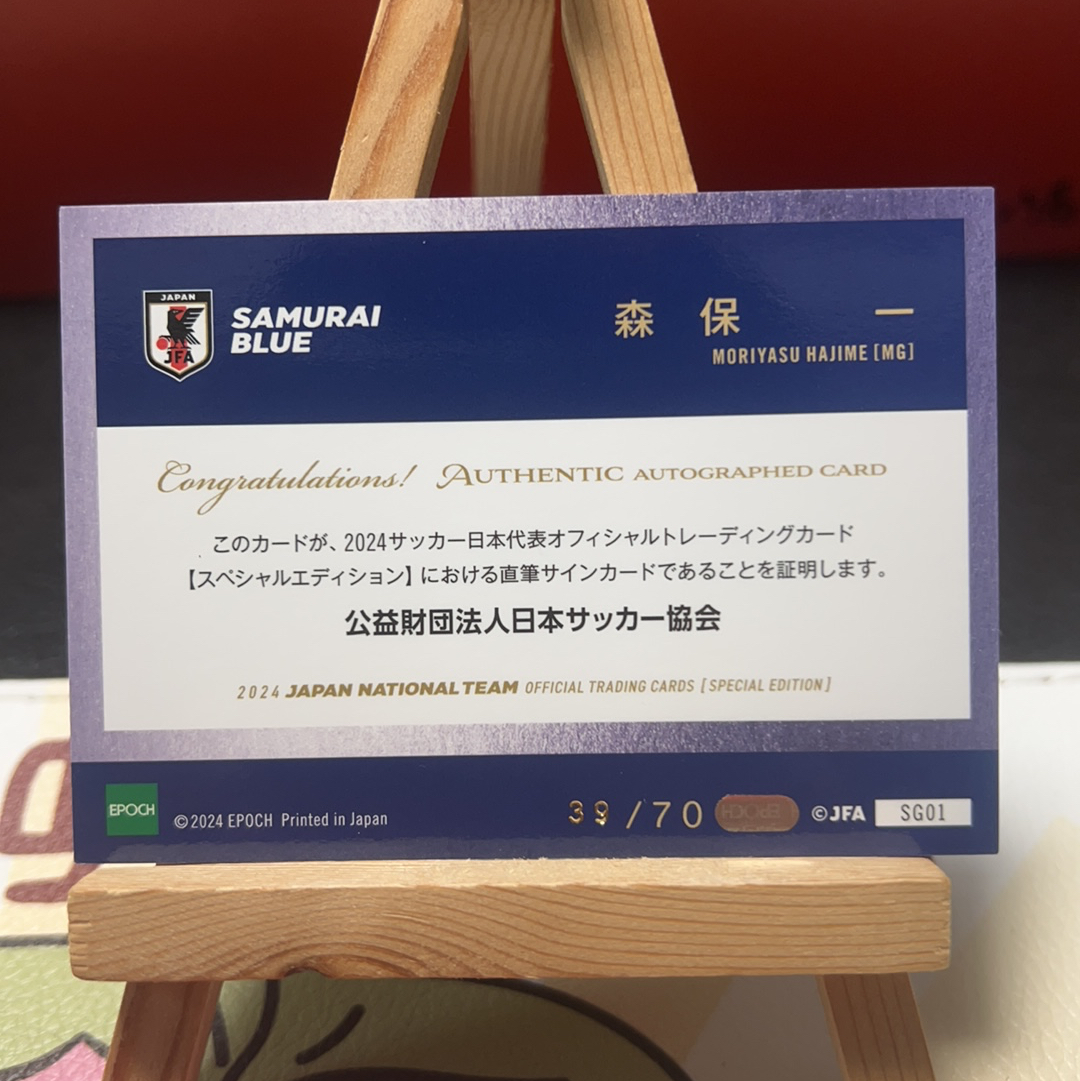 JAPAN
JFA
SAMURAI
BLUE
森 保 一
MORIYASU HAJIME [MG]
Congratulations! AUTHENTIC AUTOGRAPHED CARD
このカードが、2024サッカー日本代表オフィシャルトレーディングカード
【スペシャルエディション】における直筆サインカードであることを証明します。
公益財団法人日本サッカー協会
2024 JAPAN NATIONAL TEAM OFFICIAL TRADING CARDS [SPECIAL EDITION]
EPOCH
©2024 EPOCH Printed in Japan
39/70
©JFA
SG01